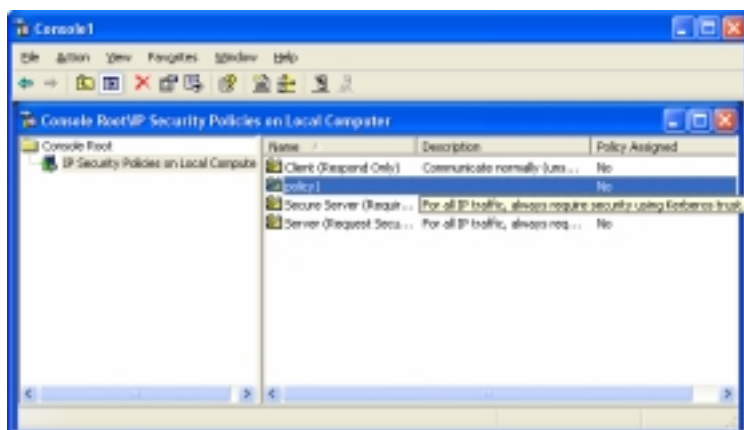 Console1
File Action View Favorites Window Help
Console Root\IP Security Policies on Local Computer
Console Root
IP Security Policies on Local Compute
Name Description Policy Assigned
Client (Respond Only) Communicate normally (uns... No
policy1 No
Secure Server (Requir... For all IP traffic, always require security using Kerberos trust.
Server (Request Secu... For all IP traffic, always req... No